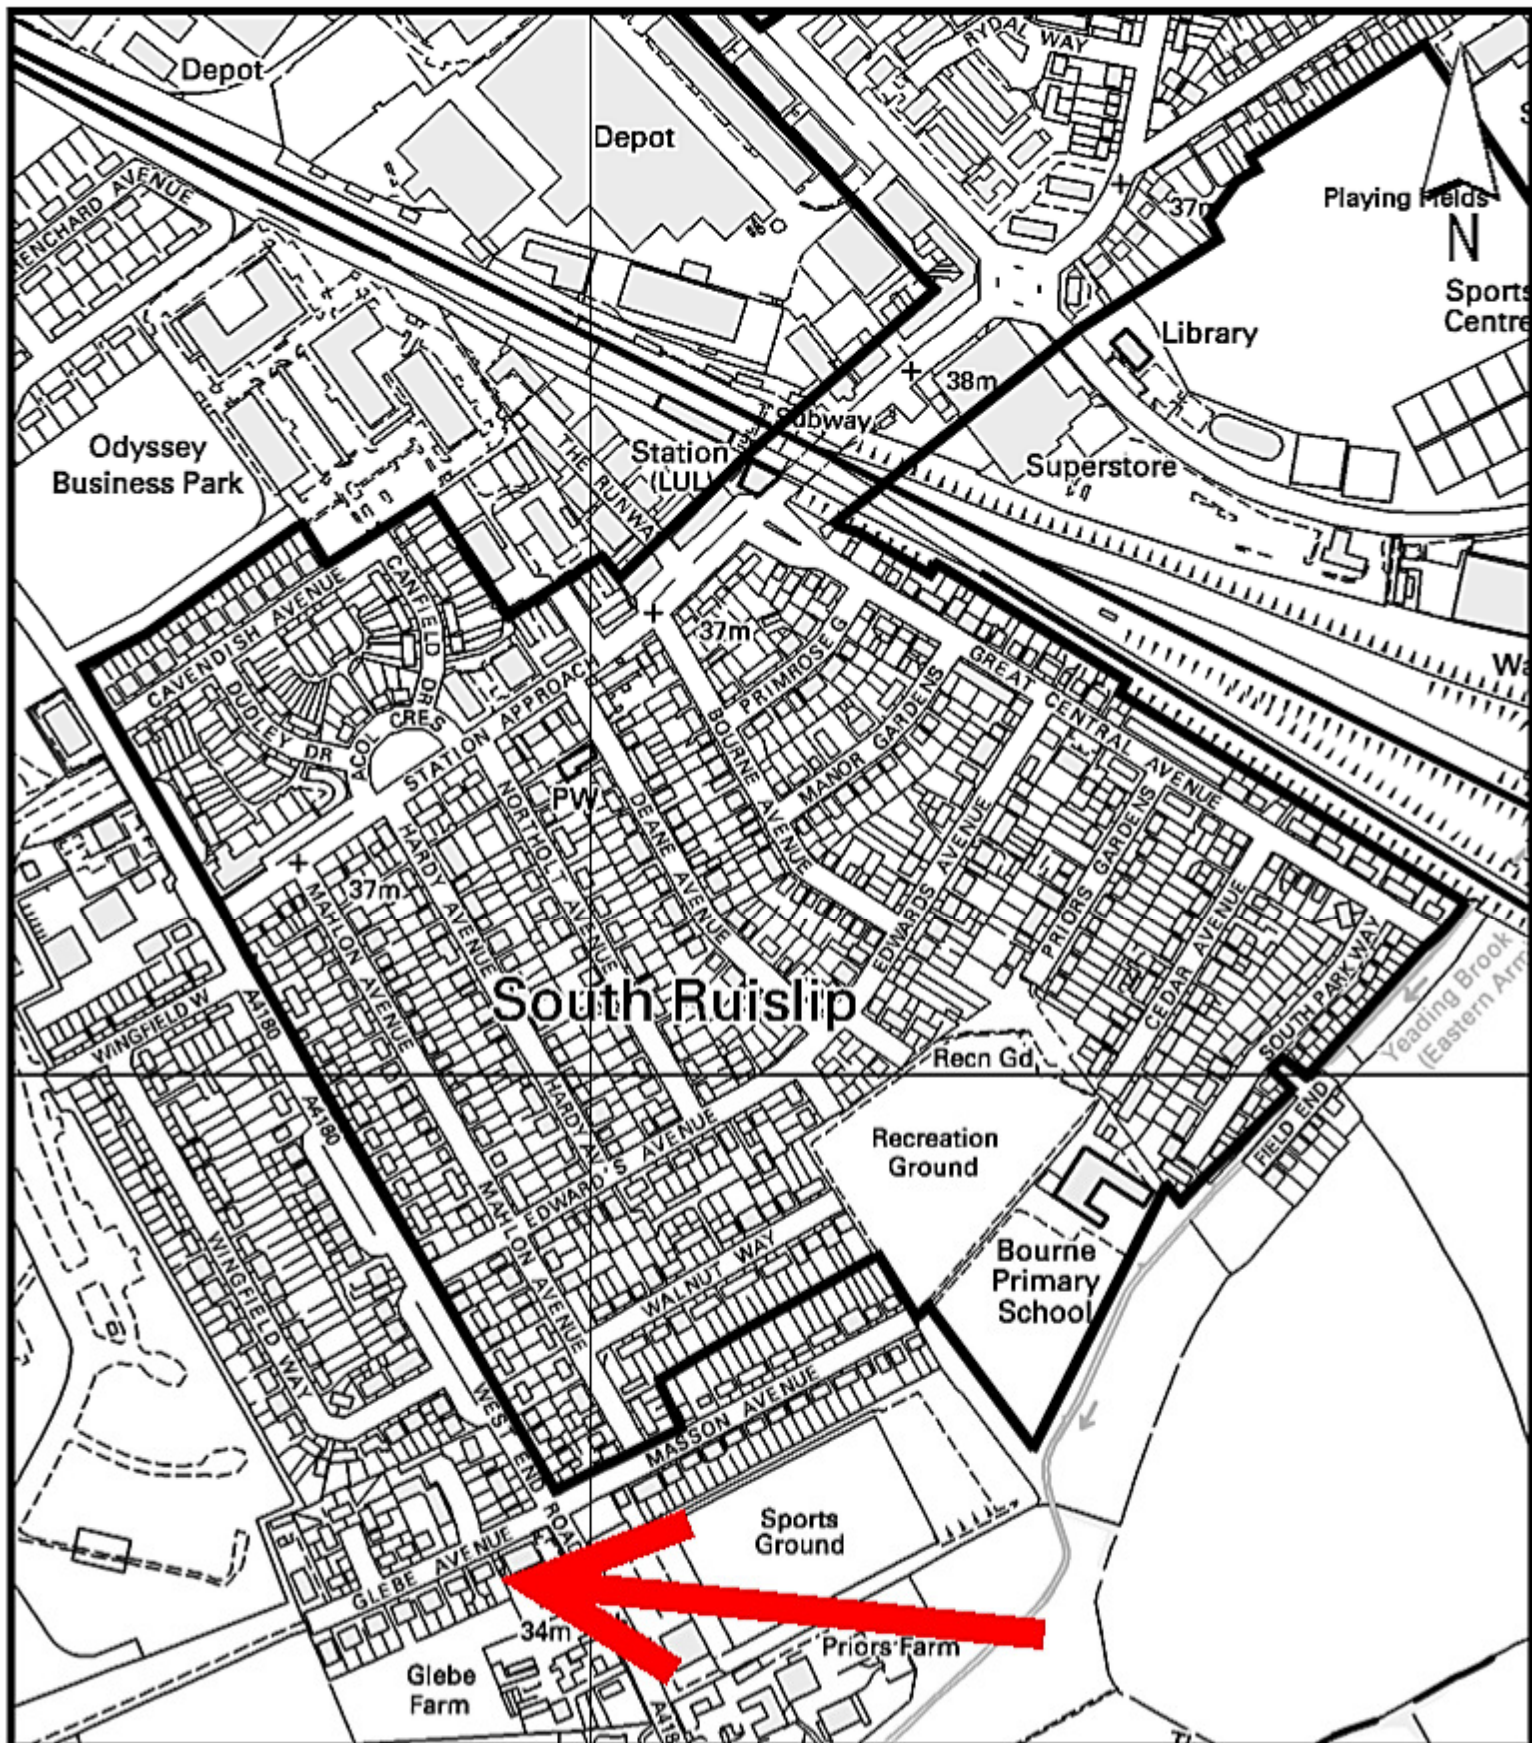 RYDAL WAY
Depot
Depot
AVENUE
Playing Fields
N
Sports
Centre
37m
Library
38m
Subway
Station
(LUL)
THE
RUNWAY
Odyssey
Business Park
Superstore
CAVENDISH AVENUE
CANFIELD DR
DUDLEY DR
ACOL CRES
STATION APPROACH
37m
PRIMROSE G
MANOR GARDENS
GREAT CENTRAL AVENUE
BOURNE AVENUE
PW
DEANE AVENUE
NORTHOLT AVENUE
HARDY AVENUE
37m
MAHLON AVENUE
EDWARDS AVENUE
PRIORS GARDENS
CEDAR AVENUE
SOUTH PARK WAY
Yeading Brook
(Eastern Arm
South Ruislip
A4180
WINGFIELD W
Recn Gd
A4180
HARDY AV
EDWARD'S AVENUE
FIELD END
Recreation
Ground
MAHLON AVENUE
WALNUT WAY
Bourne
Primary
School
WINGFIELD WAY
WEST END ROAD
MASSON AVENUE
Sports
Ground
GLEBE AVENUE
34m
Priors Farm
Glebe
Farm
A418